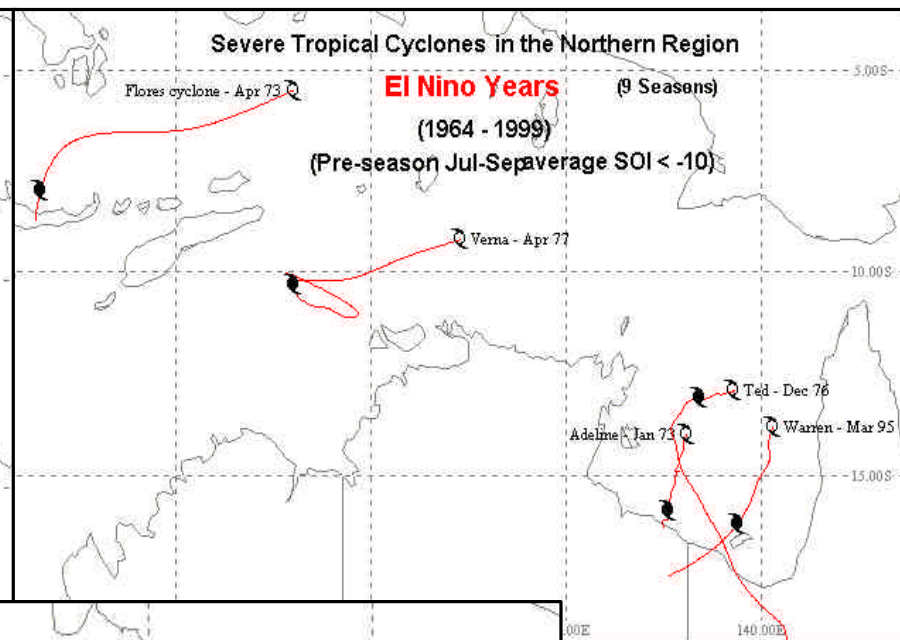 Severe Tropical Cyclones in the Northern Region
5.00S
El Nino Years
(9 Seasons)
Flores cyclone - Apr 73
(1964 - 1999)
(Pre-season Jul-Sep average SOI < -10)
Verna - Apr 77
10.00S
Ted - Dec 76
Warren - Mar 95
Adeline - Jan 73
15.00S
.00E
140.00E